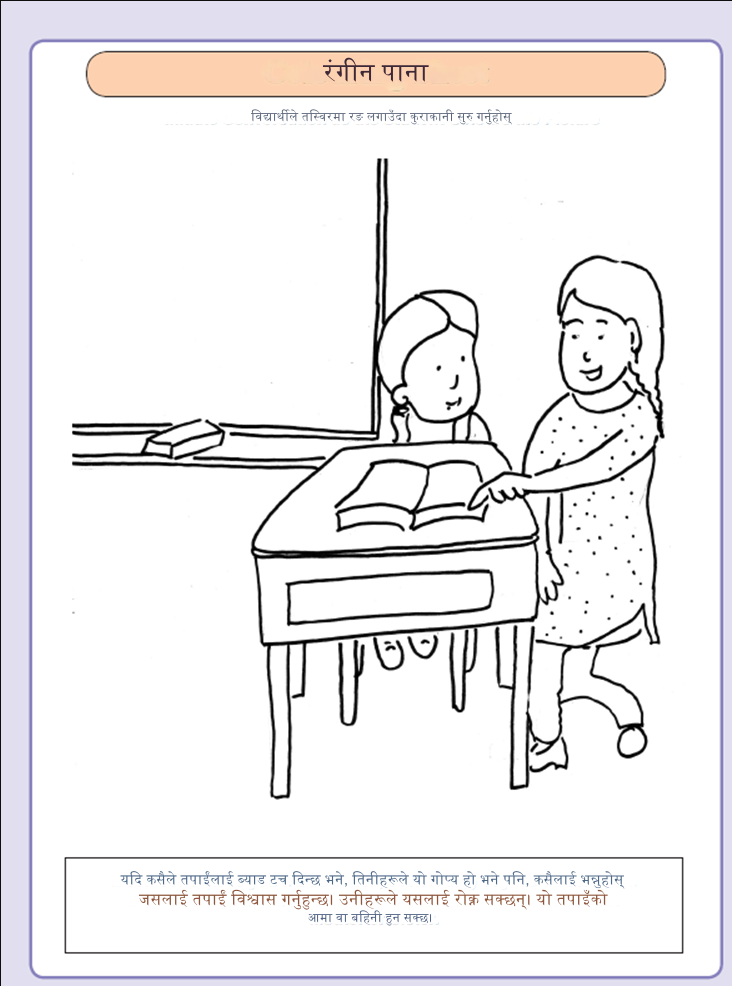 रंगीन पाना
विद्यार्थीले तस्विरमा रङ लगाउँदा कुराकानी सुरु गर्नुहोस्
यदि कसैले तपाईंलाई ब्याड टच दिन्छ भने, तिनीहरूले यो गोप्य हो भने पनि, कसैलाई भन्नुहोस्
जसलाई तपाईं विश्वास गर्नुहुन्छ। उनीहरूले यसलाई रोक्न सक्छन्। यो तपाइँको
आमा वा बहिनी हुन सक्छ।